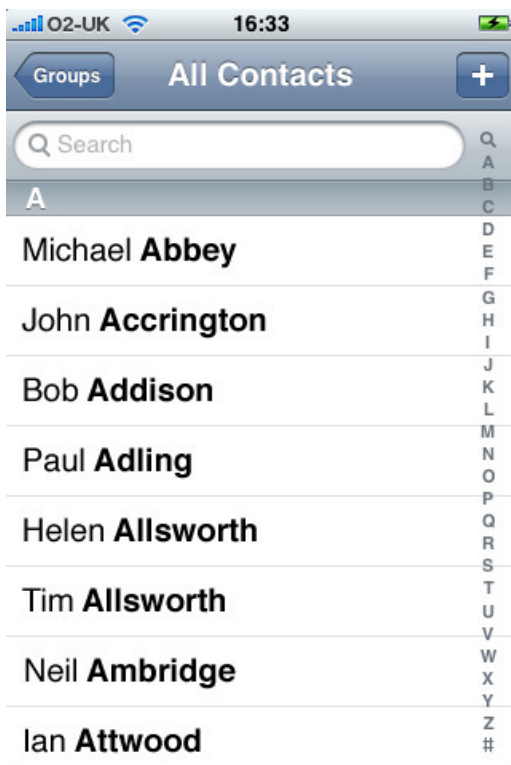 O2-UK 16:33
Groups All Contacts +
Search
A
Michael Abbey
John Accrington
Bob Addison
Paul Adling
Helen Allsworth
Tim Allsworth
Neil Ambridge
Ian Attwood
A
B
C
D
E
F
G
H
I
J
K
L
M
N
O
P
Q
R
S
T
U
V
W
X
Y
Z
#